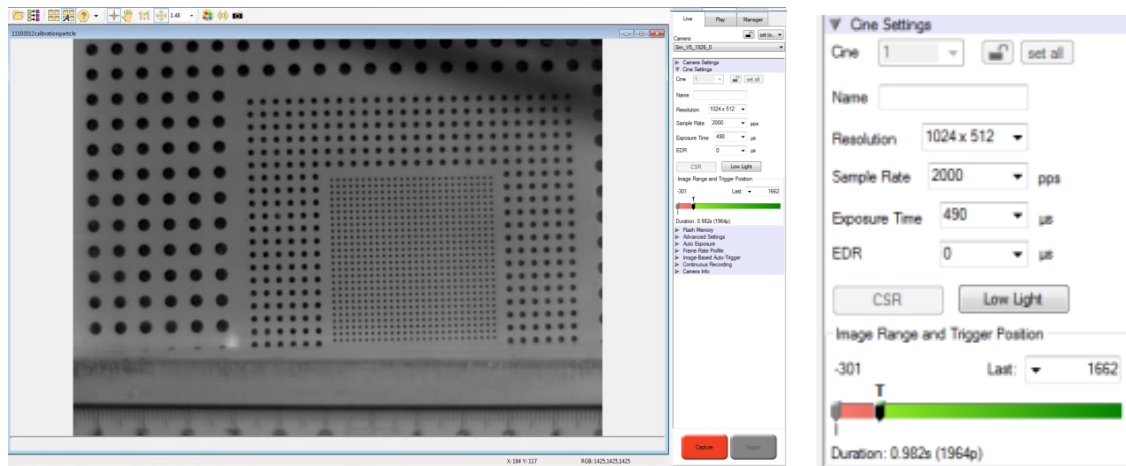 1:1
1.48
11102012calibrationparticle
Live Play Manager
Camera:
set to...
Sim_V5_1926_0
Camera Settings
Cine Settings
Cine 1 set all
Name
Resolution 1024 x 512
Sample Rate 2000 pps
Exposure Time 490 µs
EDR 0 µs
CSR Low Light
Image Range and Trigger Position
-301 Last: 1662
T
Duration: 0.982s (1964p)
Flash Memory
Advanced Settings
Auto Exposure
Frame Rate Profile
Image-Based Auto-Trigger
Continuous Recording
Camera Info
Capture Trigger
X: 184 Y: 117 RGB: 1425,1425,1425
Cine Settings
Cine 1 set all
Name
Resolution 1024 x 512
Sample Rate 2000 pps
Exposure Time 490 µs
EDR 0 µs
CSR Low Light
Image Range and Trigger Position
-301 Last: 1662
T
Duration: 0.982s (1964p)